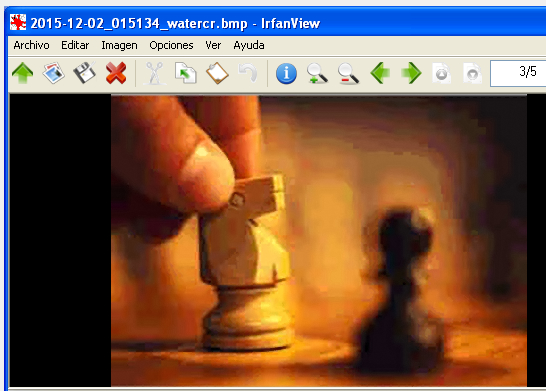 2015-12-02_015134_watercr.bmp - IrfanView
Archivo Editar Imagen Opciones Ver Ayuda
3/5